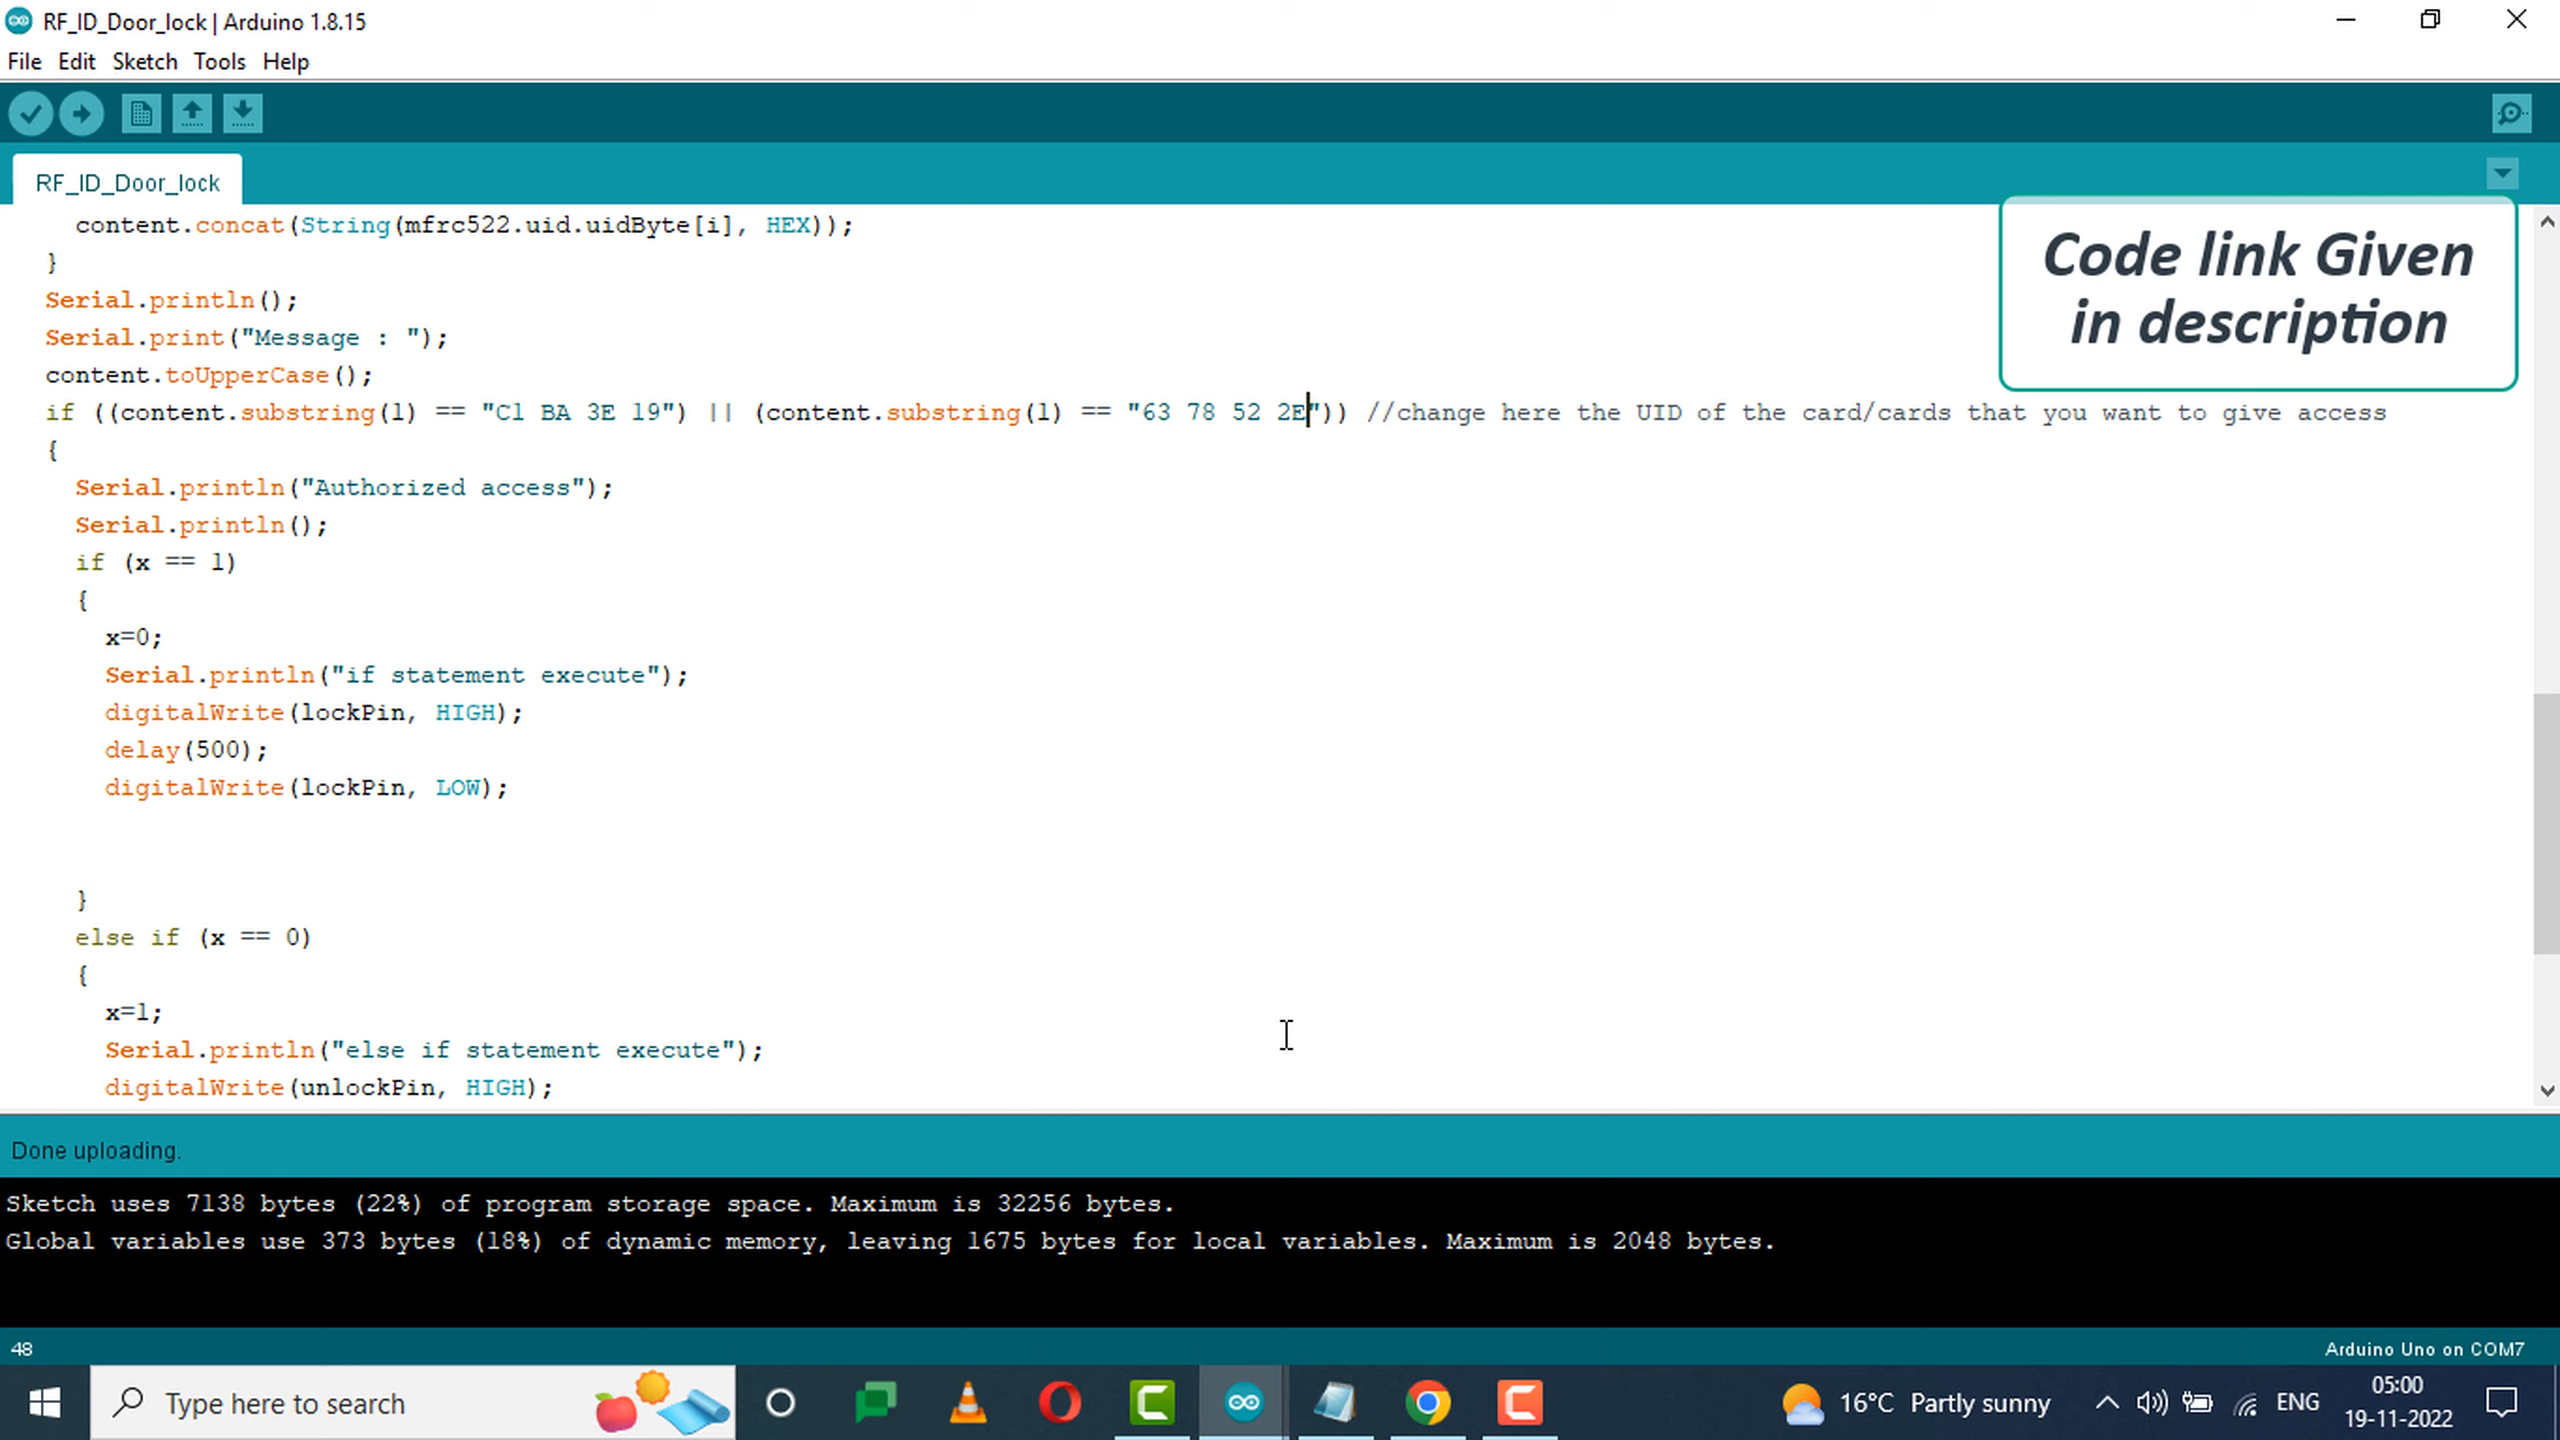 RF_ID_Door_lock | Arduino 1.8.15
File Edit Sketch Tools Help
RF_ID_Door_lock
Code link Given
in description
content.concat(String(mfrc522.uid.uidByte[i], HEX));
}
Serial.println();
Serial.print("Message : ");
content.toUpperCase();
if ((content.substring(1) == "C1 BA 3E 19") || (content.substring(1) == "63 78 52 2E")) //change here the UID of the card/cards that you want to give access
{
Serial.println("Authorized access");
Serial.println();
if (x == 1)
{
x=0;
Serial.println("if statement execute");
digitalWrite(lockPin, HIGH);
delay(500);
digitalWrite(lockPin, LOW);
}
else if (x == 0)
{
x=1;
Serial.println("else if statement execute");
digitalWrite(unlockPin, HIGH);
Done uploading.
Sketch uses 7138 bytes (22%) of program storage space. Maximum is 32256 bytes.
Global variables use 373 bytes (18%) of dynamic memory, leaving 1675 bytes for local variables. Maximum is 2048 bytes.
48
Arduino Uno on COM7
Type here to search
16°C Partly sunny
ENG
05:00
19-11-2022